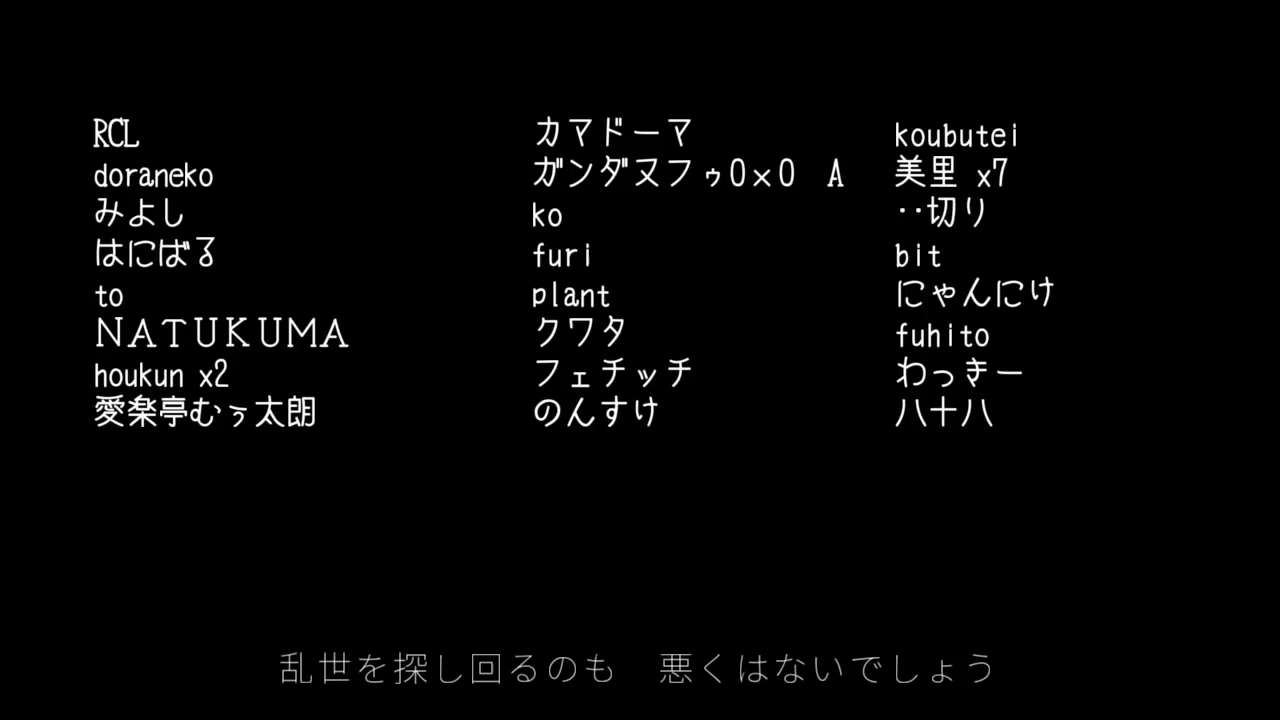 RCL
doraneko
みよし
はにばる
to
ＮＡＴＵＫＵＭＡ
houkun x2
愛楽亭むぅ太朗
カマドーマ
ガンダヌフゥ0×0　A
ko
furi
plant
クワタ
フェチッチ
のんすけ
koubutei
美里 x7
‥切り
bit
にゃんにけ
fuhito
わっきー
八十八
乱世を探し回るのも　悪くはないでしょう